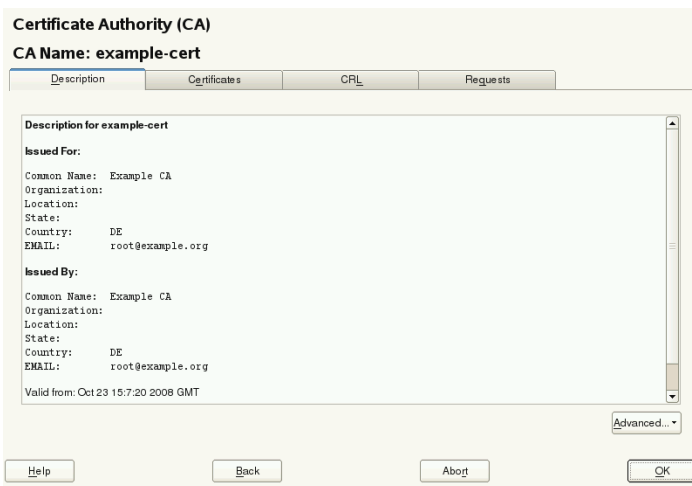 Certificate Authority (CA)
CA Name: example-cert
Description Certificates CRL Requests
Description for example-cert
Issued For:
Common Name: Example CA
Organization:
Location:
State:
Country: DE
EMAIL: root@example.org
Issued By:
Common Name: Example CA
Organization:
Location:
State:
Country: DE
EMAIL: root@example.org
Valid from: Oct 23 15:7:20 2008 GMT
Advanced...
Help Back Abort OK